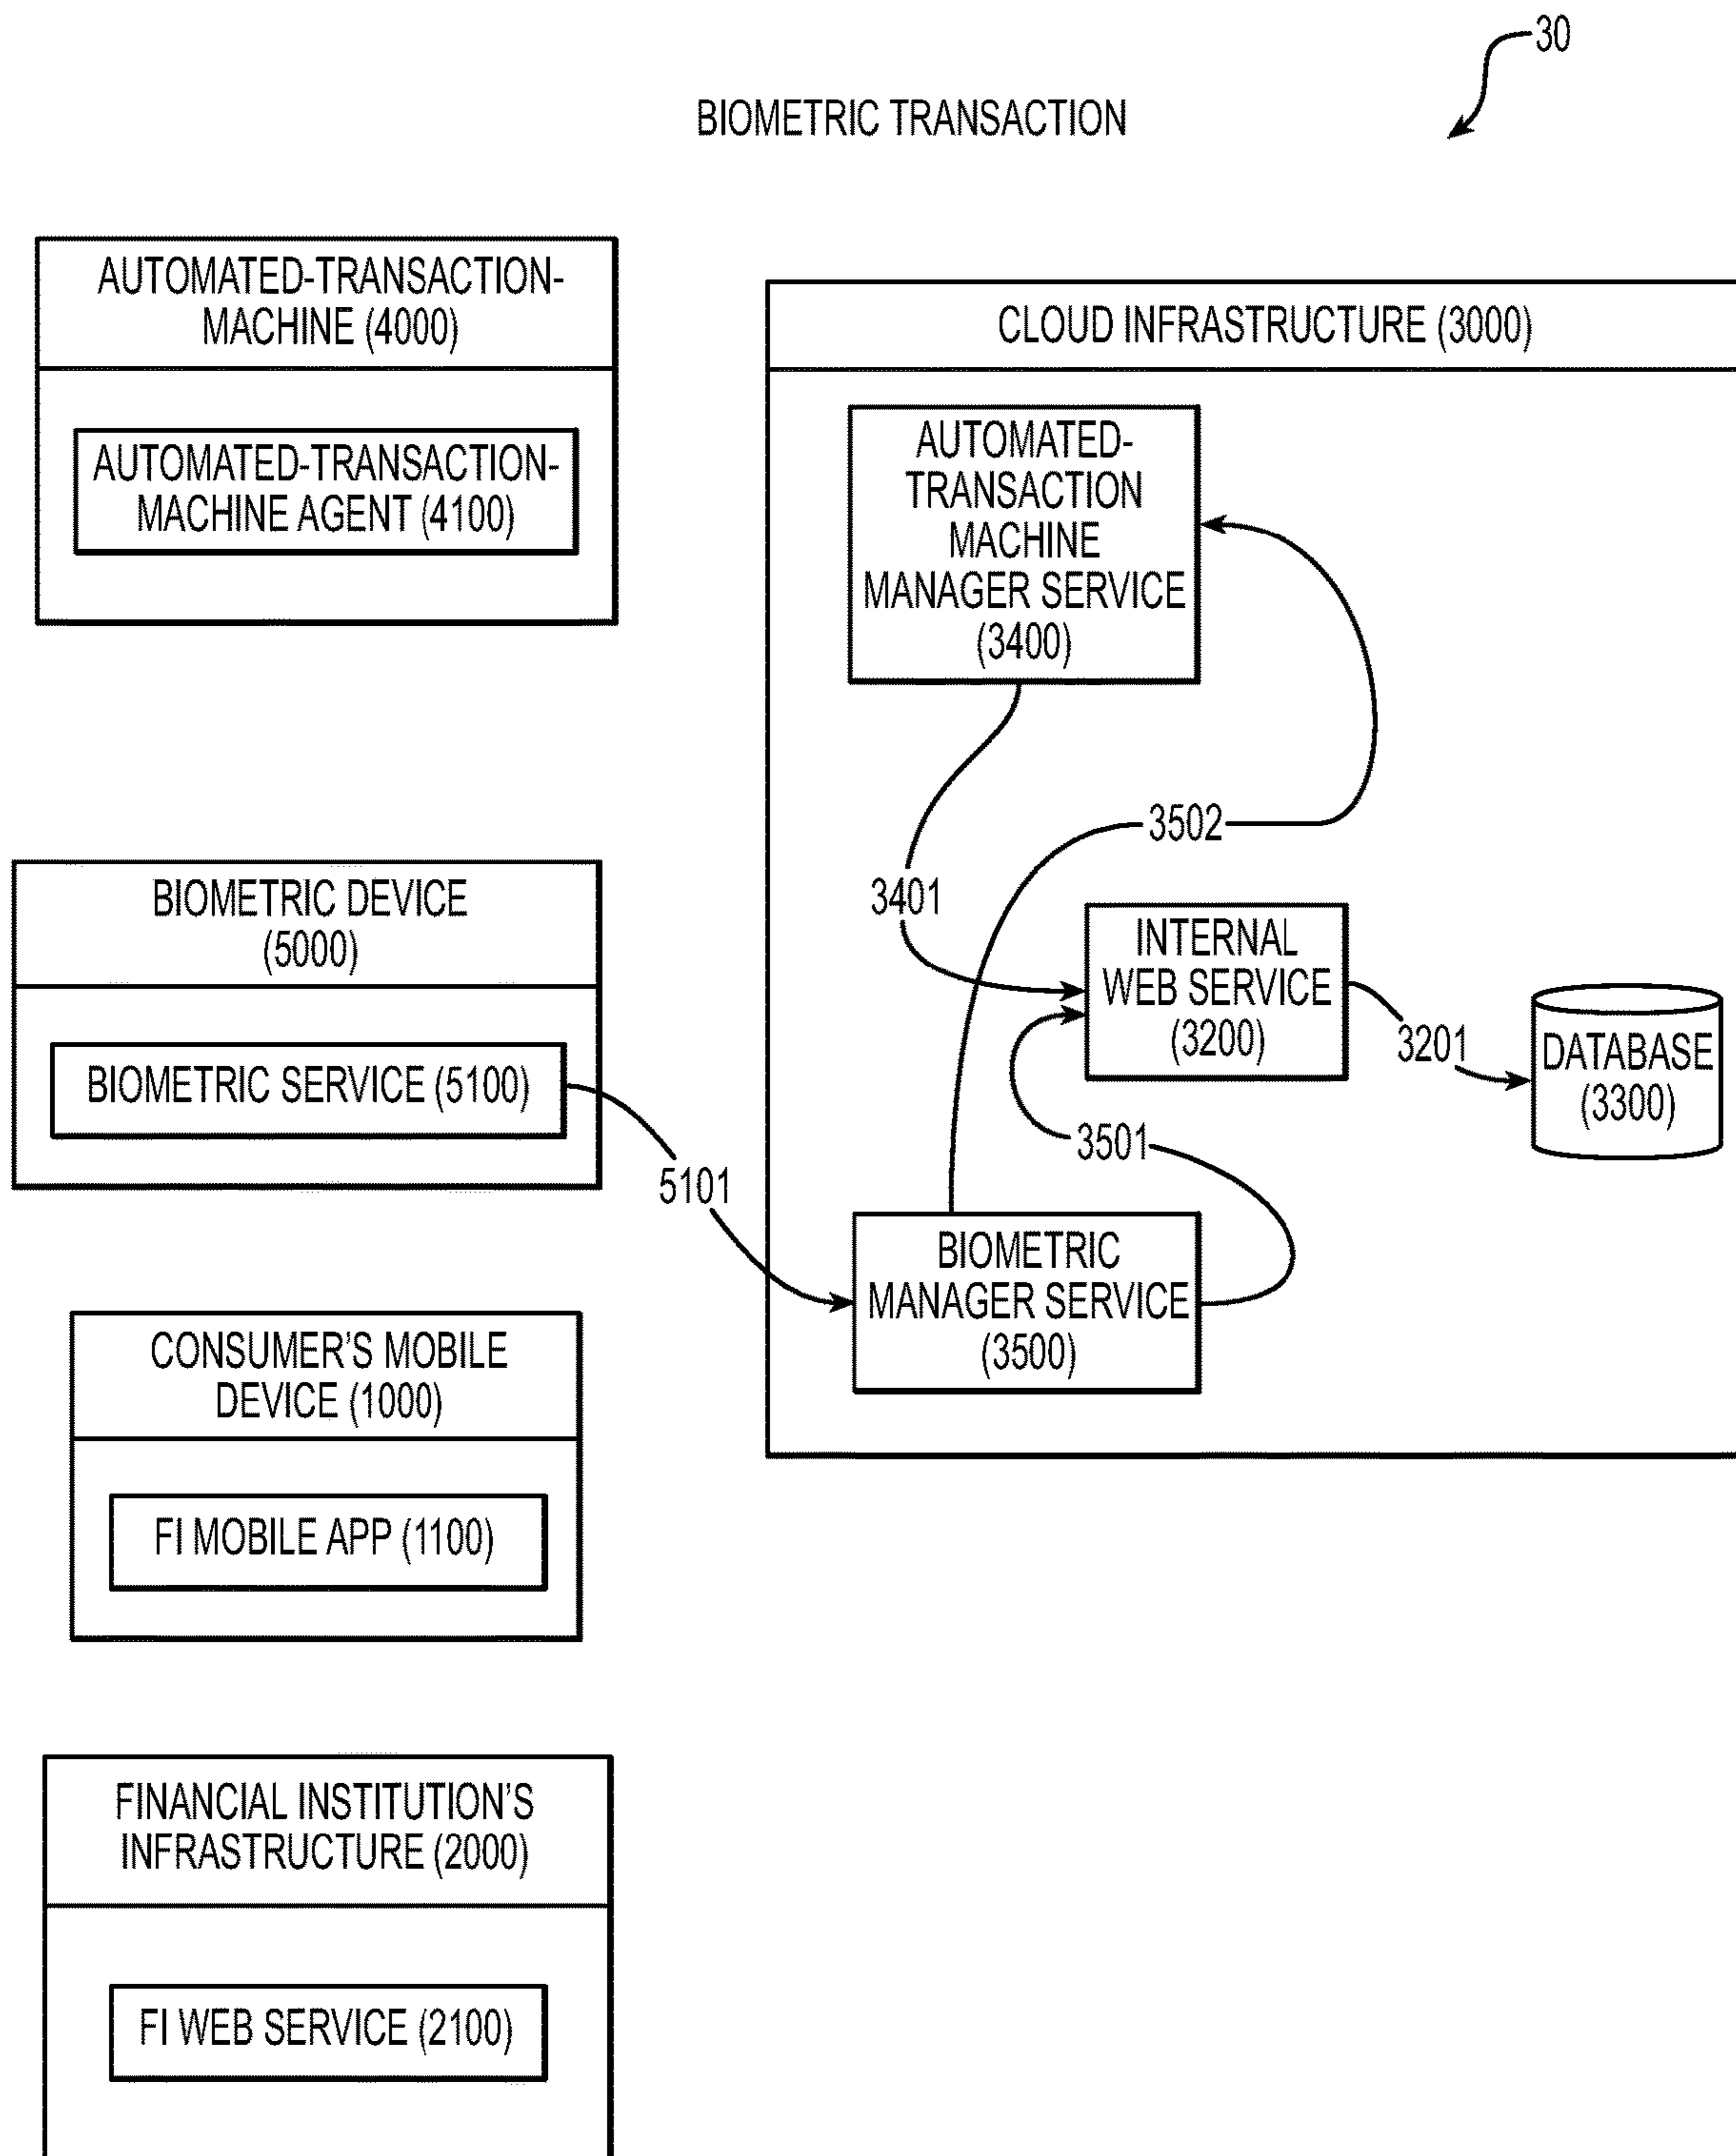 30
BIOMETRIC TRANSACTION
AUTOMATED-TRANSACTION-
MACHINE (4000)
AUTOMATED-TRANSACTION-
MACHINE AGENT (4100)
CLOUD INFRASTRUCTURE (3000)
AUTOMATED-
TRANSACTION
MACHINE
MANAGER SERVICE
(3400)
3502
3401
BIOMETRIC DEVICE
(5000)
BIOMETRIC SERVICE (5100)
5101
INTERNAL
WEB SERVICE
(3200)
3201
DATABASE
(3300)
3501
BIOMETRIC
MANAGER SERVICE
(3500)
CONSUMER'S MOBILE
DEVICE (1000)
FI MOBILE APP (1100)
FINANCIAL INSTITUTION'S
INFRASTRUCTURE (2000)
FI WEB SERVICE (2100)